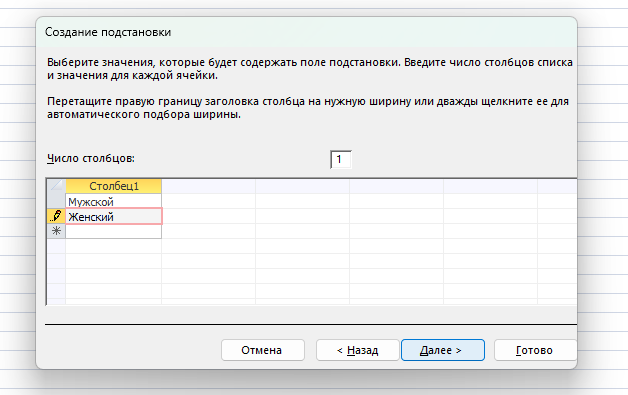 Создание подстановки
Выберите значения, которые будет содержать поле подстановки. Введите число столбцов списка
и значения для каждой ячейки.
Перетащите правую границу заголовка столбца на нужную ширину или дважды щелкните ее для
автоматического подбора ширины.
Число столбцов: 1
Столбец1
Мужской
Женский
Отмена < Назад Далее > Готово